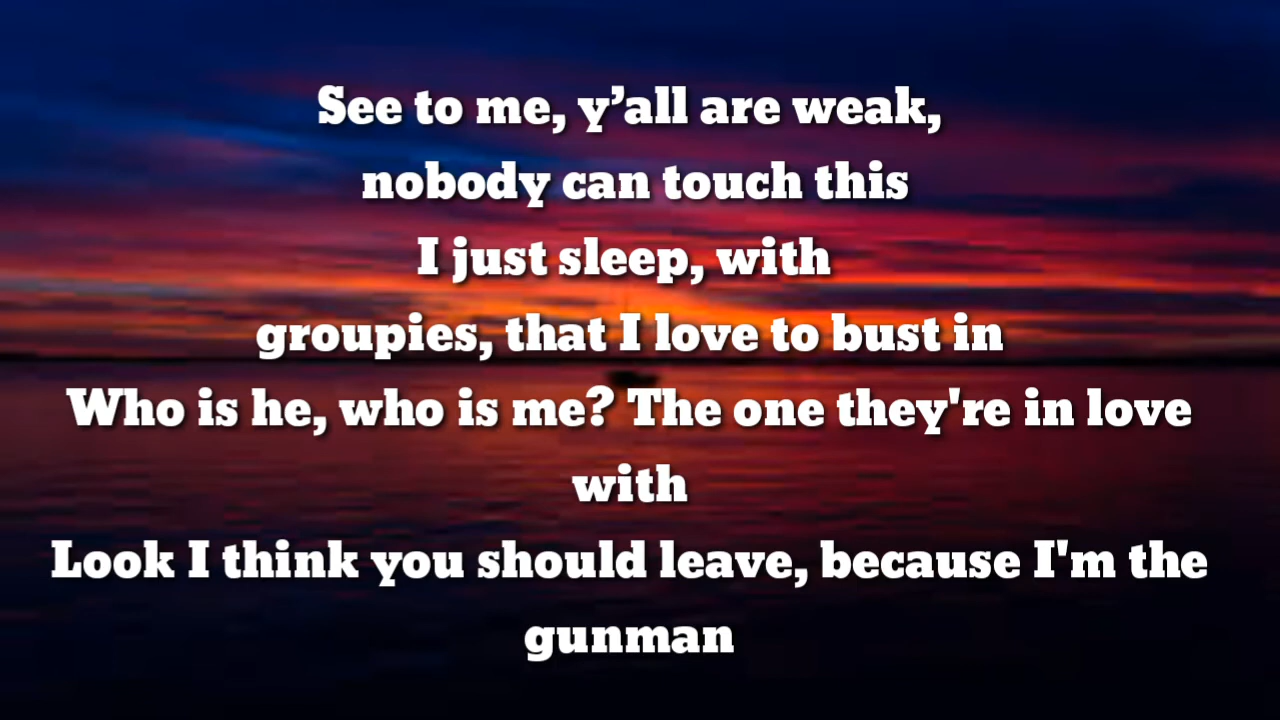 See to me, y’all are weak,
nobody can touch this
I just sleep, with
groupies, that I love to bust in
Who is he, who is me? The one they're in love
with
Look I think you should leave, because I'm the
gunman